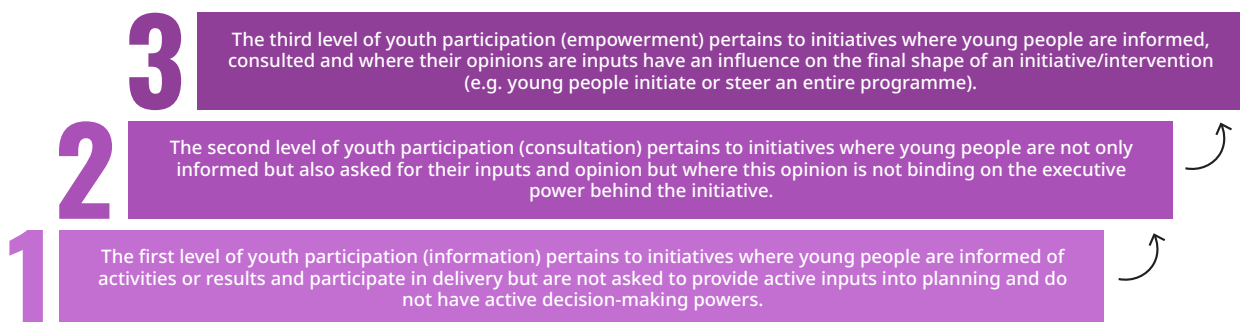 3
The third level of youth participation (empowerment) pertains to initiatives where young people are informed,
consulted and where their opinions are inputs have an influence on the final shape of an initiative/intervention
(e.g. young people initiate or steer an entire programme).
2
The second level of youth participation (consultation) pertains to initiatives where young people are not only
informed but also asked for their inputs and opinion but where this opinion is not binding on the executive
power behind the initiative.
1
The first level of youth participation (information) pertains to initiatives where young people are informed of
activities or results and participate in delivery but are not asked to provide active inputs into planning and do
not have active decision-making powers.